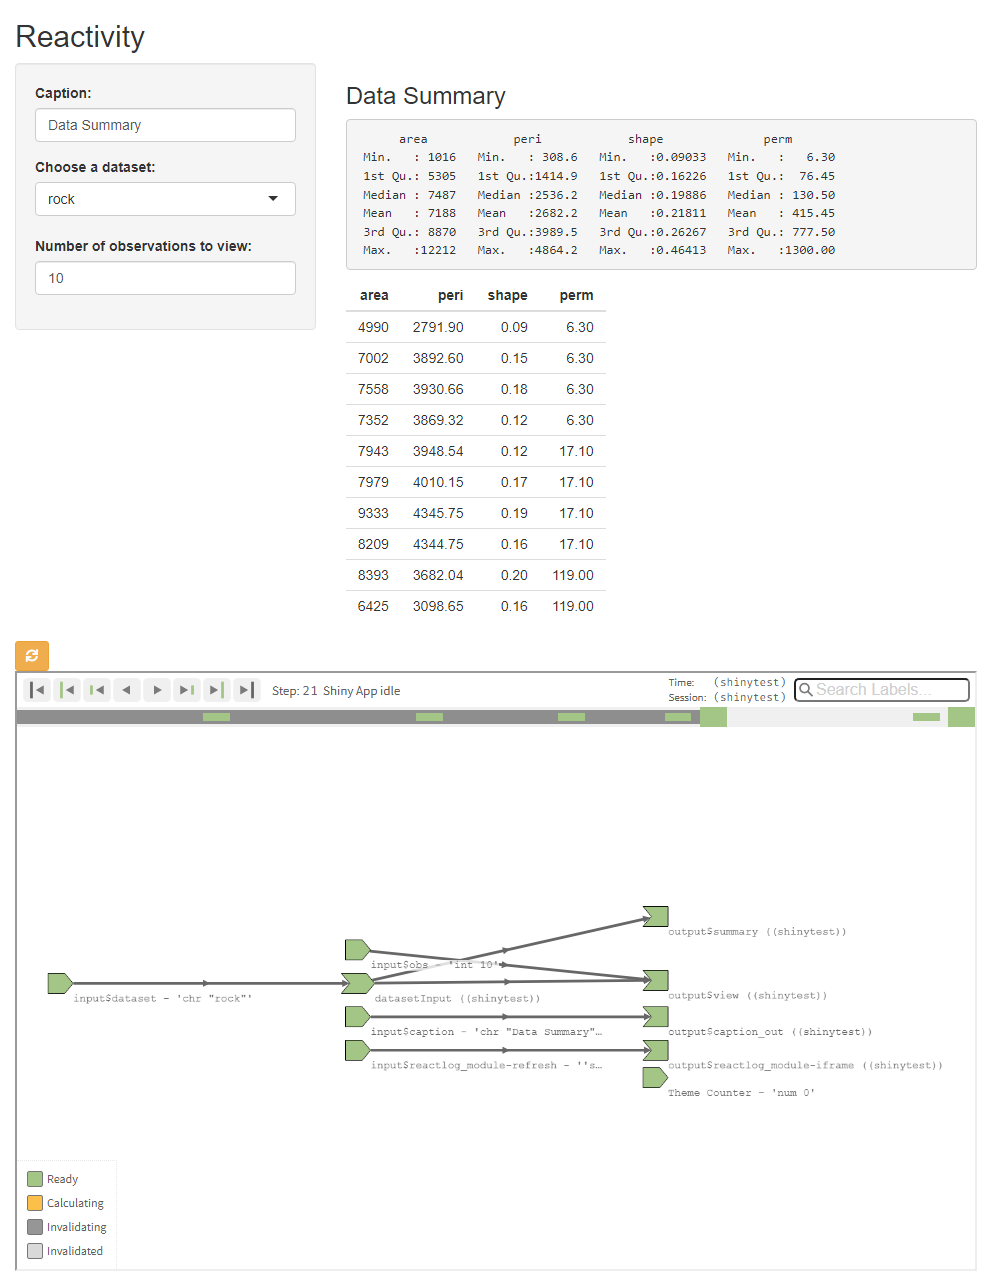 Reactivity
Caption:
Data Summary
Choose a dataset:
rock
Number of observations to view:
10
Data Summary
area peri shape perm
Min. : 1016 Min. : 308.6 Min. :0.09033 Min. : 6.30
1st Qu.: 5305 1st Qu.:1414.9 1st Qu.:0.16226 1st Qu.: 76.45
Median : 7487 Median :2536.2 Median :0.19886 Median : 130.50
Mean : 7188 Mean :2682.2 Mean :0.21811 Mean : 415.45
3rd Qu.: 8870 3rd Qu.:3989.5 3rd Qu.:0.26267 3rd Qu.: 777.50
Max. :12212 Max. :4864.2 Max. :0.46413 Max. :1300.00
area peri shape perm
4990 2791.90 0.09 6.30
7002 3892.60 0.15 6.30
7558 3930.66 0.18 6.30
7352 3869.32 0.12 6.30
7943 3948.54 0.12 17.10
7979 4010.15 0.17 17.10
9333 4345.75 0.19 17.10
8209 4344.75 0.16 17.10
8393 3682.04 0.20 119.00
6425 3098.65 0.16 119.00
Step: 21 Shiny App idle
Time: (shinytest)
Session: (shinytest)
Search Labels...
output$summary ((shinytest))
input$obs - 'int 10'
input$dataset - 'chr "rock"'
datasetInput ((shinytest))
output$view ((shinytest))
input$caption - 'chr "Data Summary"...
output$caption_out ((shinytest))
input$reactlog_module-refresh - ''s...
output$reactlog_module-iframe ((shinytest))
Theme Counter - 'num 0'
Ready
Calculating
Invalidating
Invalidated